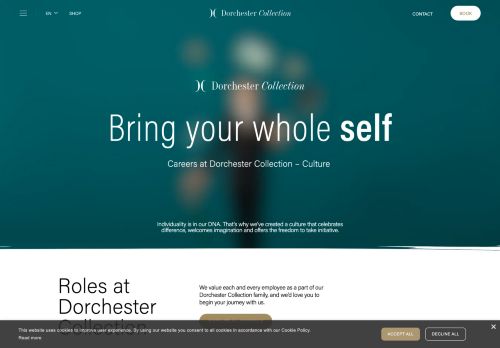 EN
SHOP
Dorchester Collection
CONTACT
BOOK
Dorchester Collection
Bring your whole self
Careers at Dorchester Collection – Culture
Individuality is in our DNA. That's why we've created a culture that celebrates
difference, welcomes imagination and offers the freedom to take initiative.
Roles at
Dorchester
Collection
We value each and every employee as a part of our
Dorchester Collection family, and we'd love you to
begin your journey with us.
This website uses cookies to improve user experience. By using our website you consent to all cookies in accordance with our Cookie Policy.
Read more
ACCEPT ALL
DECLINE ALL